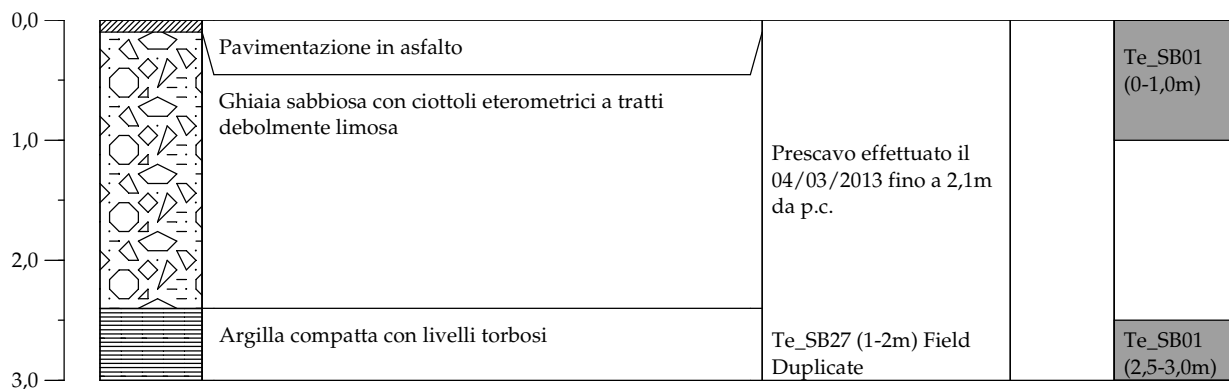 0,0
Pavimentazione in asfalto
Te_SB01
(0-1,0m)
Ghiaia sabbiosa con ciottoli eterometrici a tratti
debolmente limosa
1,0
Prescavo effettuato il
04/03/2013 fino a 2,1m
da p.c.
2,0
Argilla compatta con livelli torbosi
Te_SB27 (1-2m) Field
Duplicate
Te_SB01
(2,5-3,0m)
3,0